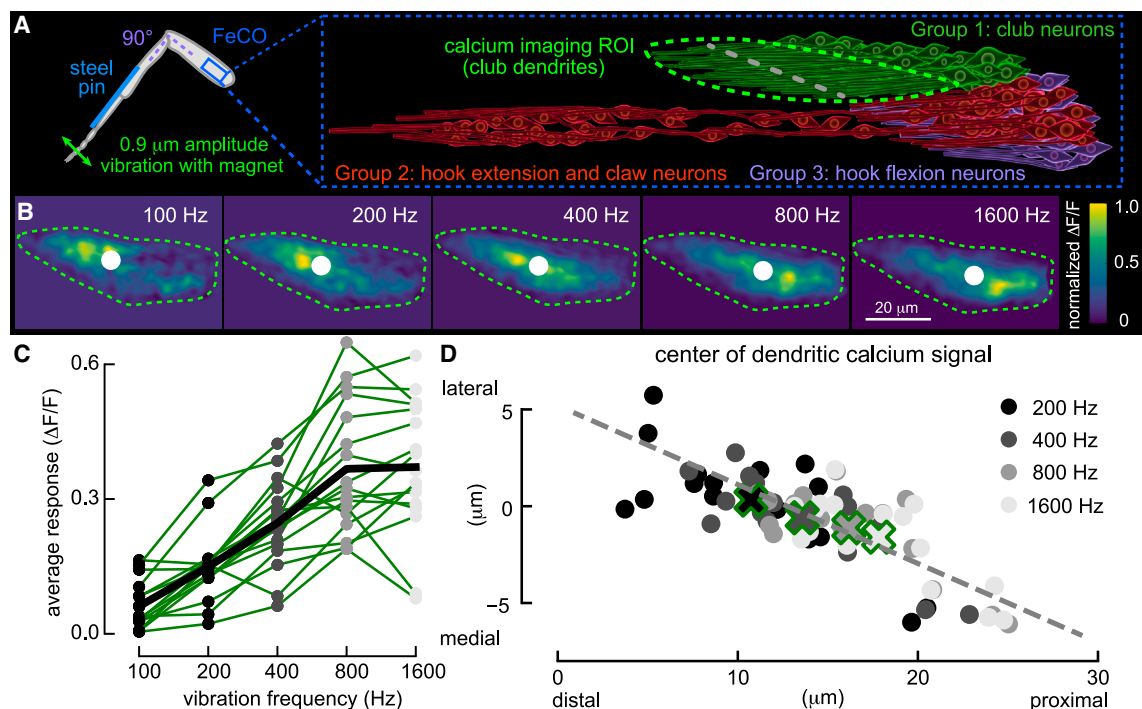 A
90°
FeCO
steel
pin
0.9 µm amplitude
vibration with magnet
calcium imaging ROI
(club dendrites)
Group 1: club neurons
Group 2: hook extension and claw neurons
Group 3: hook flexion neurons
B
100 Hz
200 Hz
400 Hz
800 Hz
1600 Hz
20 µm
1.0
0.5
0
normalized ΔF/F
C
0.6
0.3
0.0
average response (ΔF/F)
100 200 400 800 1600
vibration frequency (Hz)
D
center of dendritic calcium signal
lateral
5
0
−5
(µm)
medial
200 Hz
400 Hz
800 Hz
1600 Hz
0 10 20 30
distal (µm) proximal